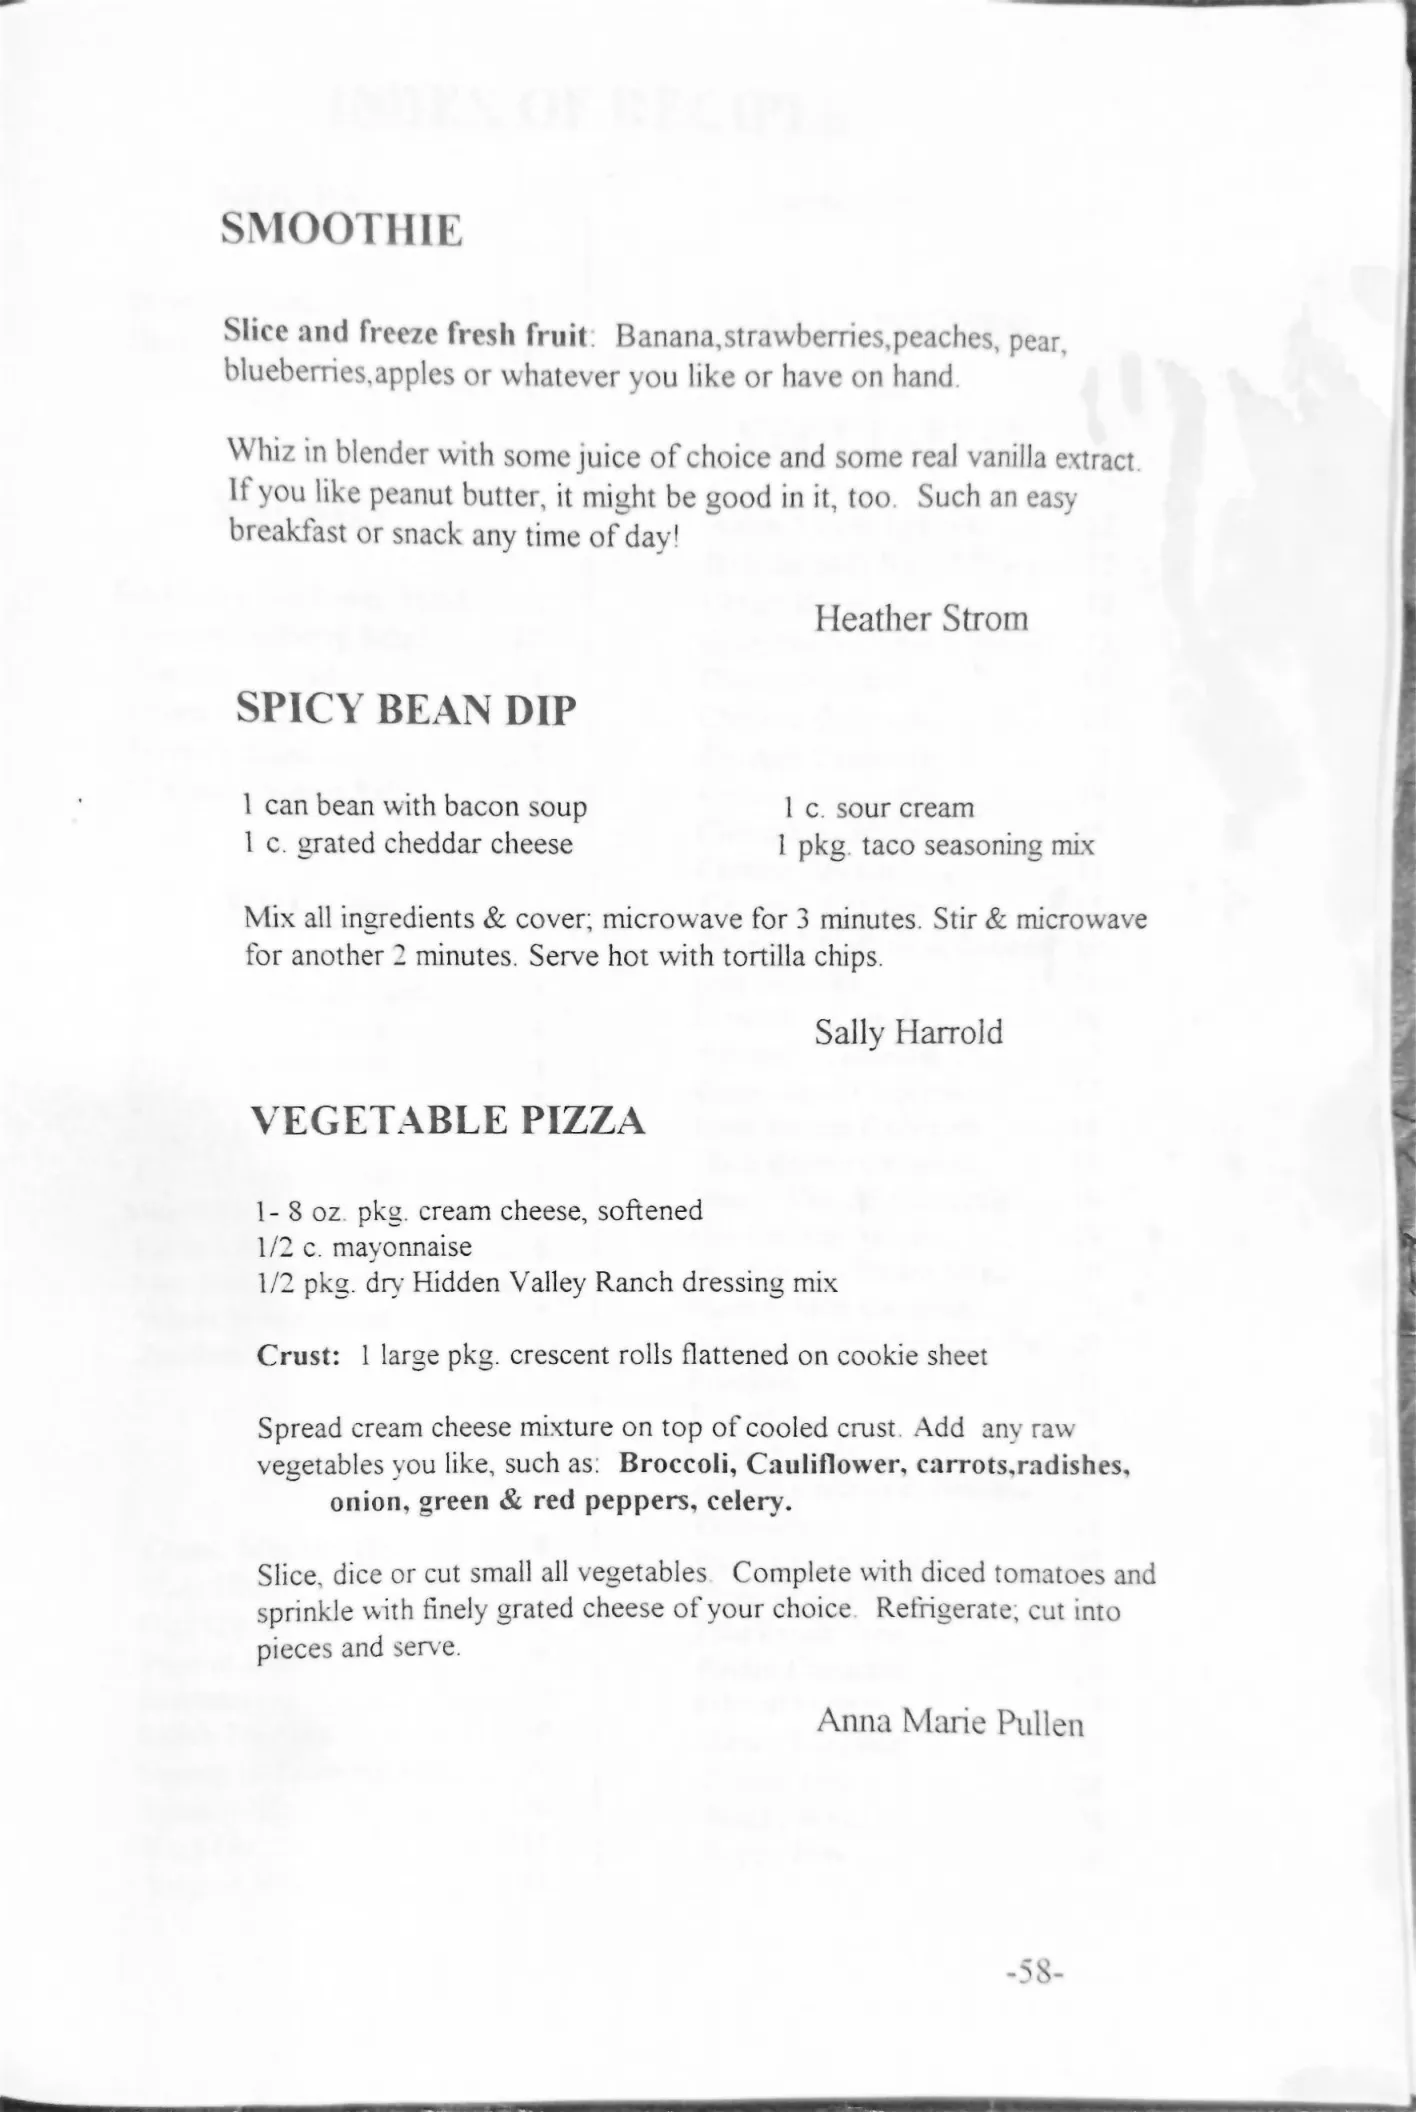 SMOOTHIE
Slice and freeze fresh fruit: Banana,strawberries,peaches, pear,
blueberries,apples or whatever you like or have on hand.
Whiz in blender with some juice of choice and some real vanilla extract.
If you like peanut butter, it might be good in it, too. Such an easy
breakfast or snack any time of day!
Heather Strom
SPICY BEAN DIP
1 can bean with bacon soup 1 c. sour cream
1 c. grated cheddar cheese 1 pkg. taco seasoning mix
Mix all ingredients & cover; microwave for 3 minutes. Stir & microwave
for another 2 minutes. Serve hot with tortilla chips.
Sally Harrold
VEGETABLE PIZZA
1- 8 oz. pkg. cream cheese, softened
1/2 c. mayonnaise
1/2 pkg. dry Hidden Valley Ranch dressing mix
Crust: 1 large pkg. crescent rolls flattened on cookie sheet
Spread cream cheese mixture on top of cooled crust. Add any raw
vegetables you like, such as: Broccoli, Cauliflower, carrots,radishes,
onion, green & red peppers, celery.
Slice, dice or cut small all vegetables. Complete with diced tomatoes and
sprinkle with finely grated cheese of your choice. Refrigerate; cut into
pieces and serve.
Anna Marie Pullen
-58-